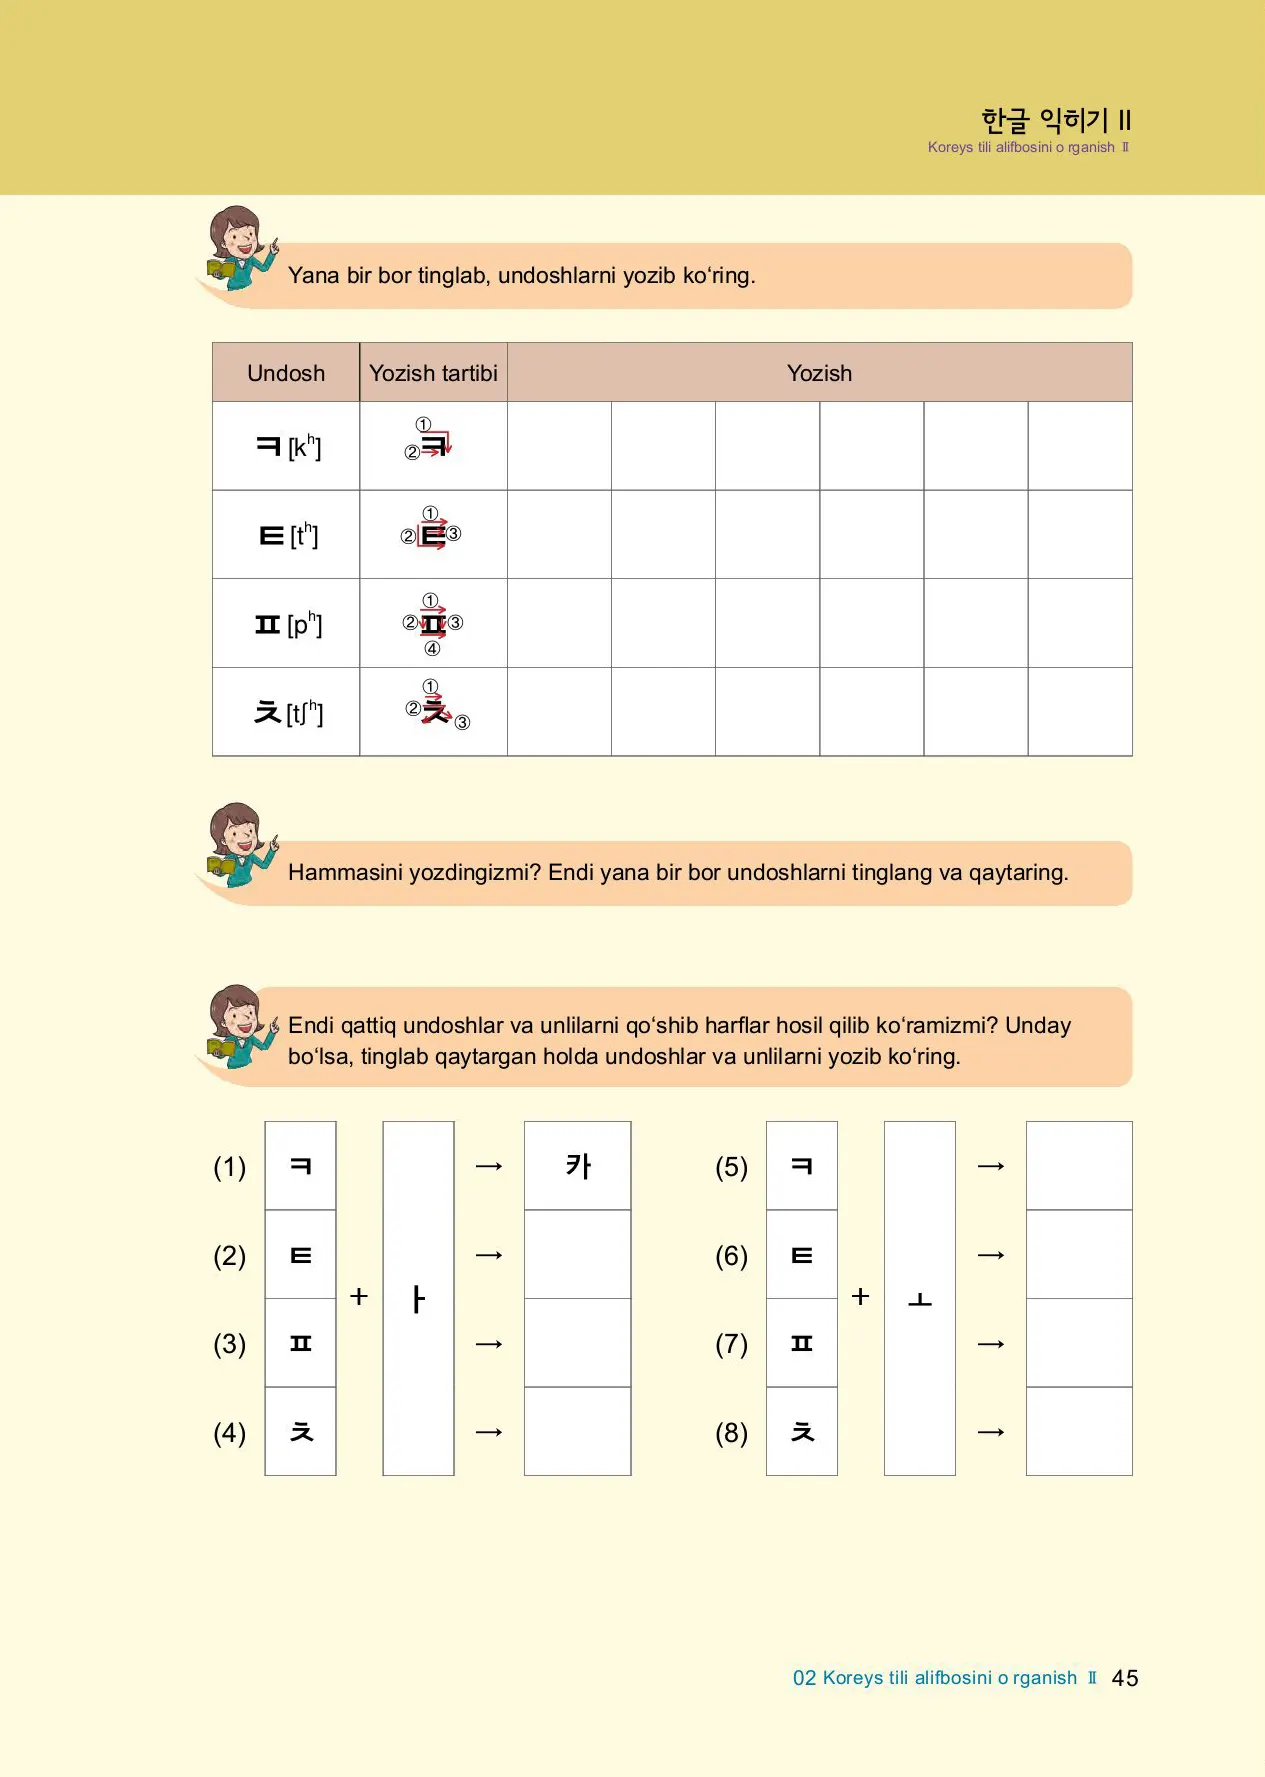 한글 익히기 II
Koreys tili alifbosini o rganish Ⅱ
Yana bir bor tinglab, undoshlarni yozib ko‘ring.
Undosh Yozish tartibi Yozish
ㅋ[kʰ] ① ② ㅋ
ㅌ[tʰ] ① ② ㅌ ③
ㅍ[pʰ] ① ② ㅍ ③ ④
ㅊ[tʃʰ] ① ② ㅊ ③
Hammasini yozdingizmi? Endi yana bir bor undoshlarni tinglang va qaytaring.
Endi qattiq undoshlar va unlilarni qo‘shib harflar hosil qilib ko‘ramizmi? Unday
bo‘lsa, tinglab qaytargan holda undoshlar va unlilarni yozib ko‘ring.
(1) ㅋ → 카 (5) ㅋ →
(2) ㅌ → (6) ㅌ →
+ ㅏ + ㅗ
(3) ㅍ → (7) ㅍ →
(4) ㅊ → (8) ㅊ →
02 Koreys tili alifbosini o rganish Ⅱ 45